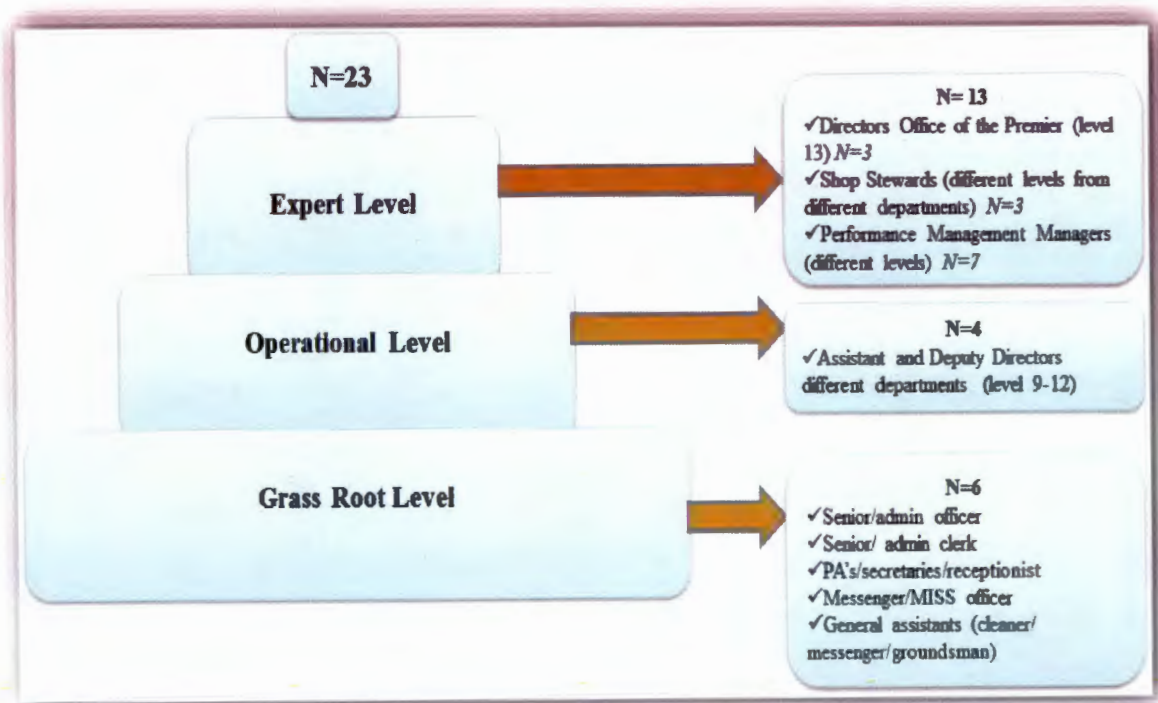 N=23
Expert Level
N= 13
✓Directors Office of the Premier (level
13) N=3
✓Shop Stewards (different levels from
different departments) N=3
✓Performance Management Managers
(different levels) N=7
Operational Level
N=4
✓Assistant and Deputy Directors
different departments (level 9-12)
Grass Root Level
N=6
✓Senior/admin officer
✓Senior/ admin clerk
✓PA's/secretaries/receptionist
✓Messenger/MISS officer
✓General assistants (cleaner/
messenger/groundsman)